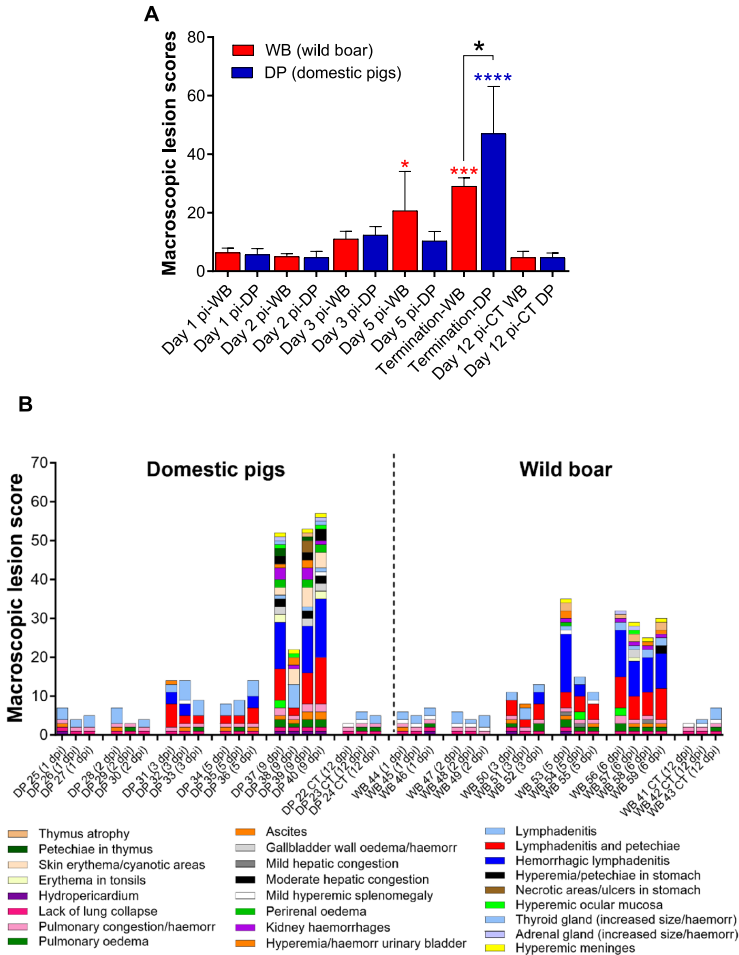 A
Macroscopic lesion scores
80
60
40
20
0
WB (wild boar)
DP (domestic pigs)
*
***
*
****
Day 1 pi-WB
Day 1 pi-DP
Day 2 pi-WB
Day 2 pi-DP
Day 3 pi-WB
Day 3 pi-DP
Day 5 pi-WB
Day 5 pi-DP
Termination-WB
Termination-DP
Day 12 pi-CT WB
Day 12 pi-CT DP
B
Macroscopic lesion score
70
60
50
40
30
20
10
0
Domestic pigs
Wild boar
DP 25 (1 dpi)
DP 26 (1 dpi)
DP 27 (1 dpi)
DP 28 (2 dpi)
DP 29 (2 dpi)
DP 30 (2 dpi)
DP 31 (3 dpi)
DP 32 (3 dpi)
DP 33 (3 dpi)
DP 34 (5 dpi)
DP 35 (5 dpi)
DP 36 (5 dpi)
DP 37 (9 dpi)
DP 38 (9 dpi)
DP 39 (9 dpi)
DP 40 (9 dpi)
DP 22 CT (12 dpi)
DP 23 CT (12 dpi)
DP 24 CT (12 dpi)
WB 44 (1 dpi)
WB 45 (1 dpi)
WB 46 (1 dpi)
WB 47 (2 dpi)
WB 48 (2 dpi)
WB 49 (2 dpi)
WB 50 (3 dpi)
WB 51 (3 dpi)
WB 52 (3 dpi)
WB 53 (5 dpi)
WB 54 (5 dpi)
WB 55 (5 dpi)
WB 56 (6 dpi)
WB 57 (6 dpi)
WB 58 (6 dpi)
WB 59 (6 dpi)
WB 41 CT (12 dpi)
WB 42 CT (12 dpi)
WB 43 CT (12 dpi)
Thymus atrophy
Petechiae in thymus
Skin erythema/cyanotic areas
Erythema in tonsils
Hydropericardium
Lack of lung collapse
Pulmonary congestion/haemorr
Pulmonary oedema
Ascites
Gallbladder wall oedema/haemorr
Mild hepatic congestion
Moderate hepatic congestion
Mild hyperemic splenomegaly
Perirenal oedema
Kidney haemorrhages
Hyperemia/haemorr urinary bladder
Lymphadenitis
Lymphadenitis and petechiae
Hemorrhagic lymphadenitis
Hyperemia/petechiae in stomach
Necrotic areas/ulcers in stomach
Hyperemic ocular mucosa
Thyroid gland (increased size/haemorr)
Adrenal gland (increased size/haemorr)
Hyperemic meninges